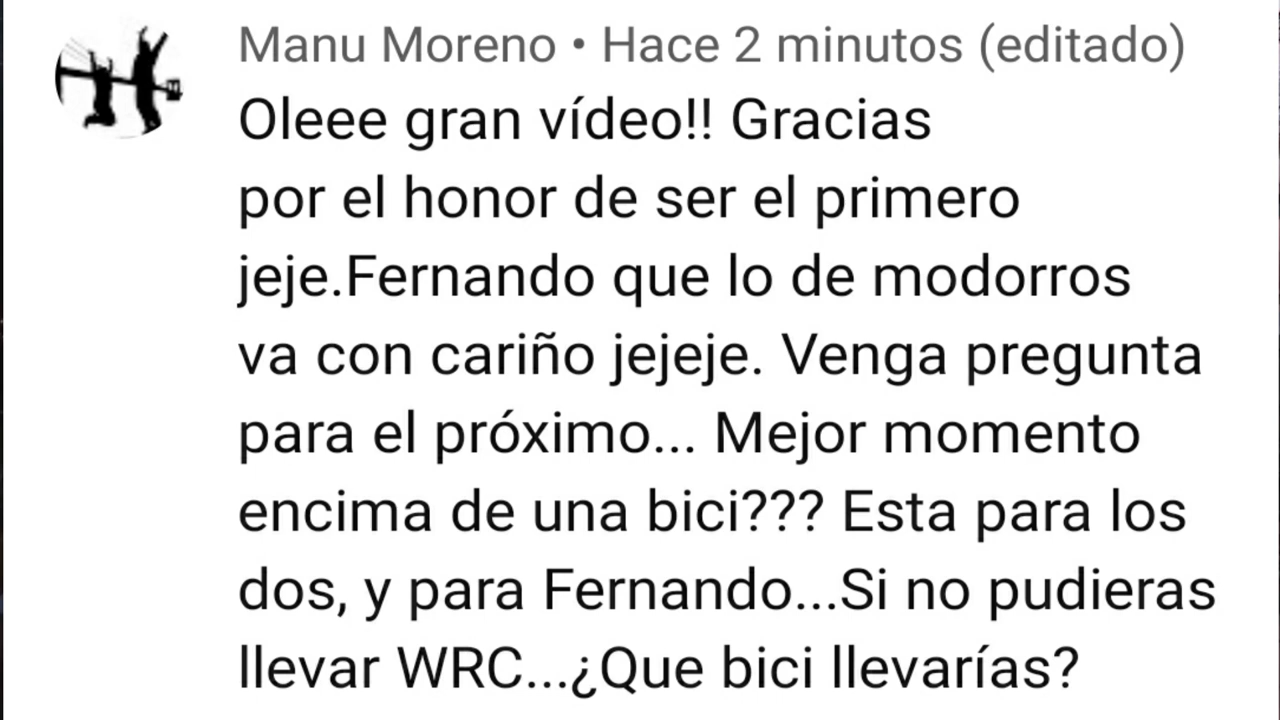 Manu Moreno • Hace 2 minutos (editado)
Oleee gran vídeo!! Gracias
por el honor de ser el primero
jeje.Fernando que lo de modorros
va con cariño jejeje. Venga pregunta
para el próximo... Mejor momento
encima de una bici??? Esta para los
dos, y para Fernando...Si no pudieras
llevar WRC...¿Que bici llevarías?